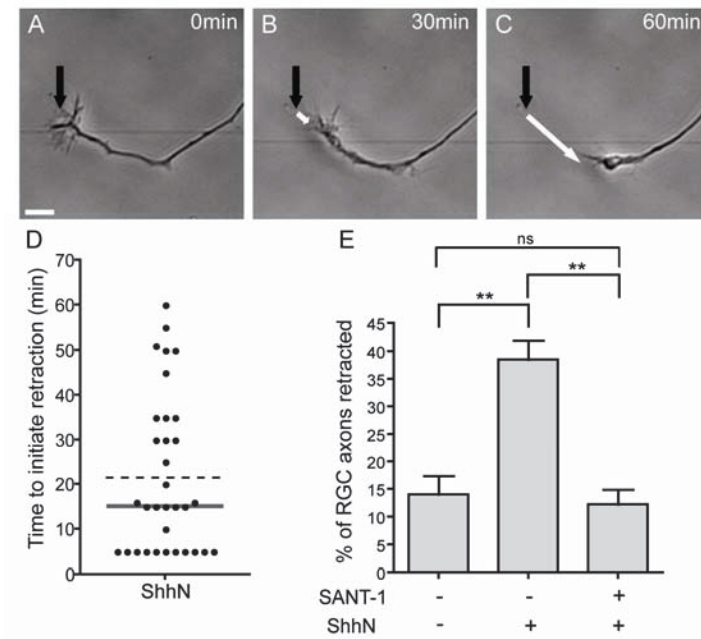 A 0min
B 30min
C 60min
D
Time to initiate retraction (min)
70
60
50
40
30
20
10
0
ShhN
E
ns
** **
% of RGC axons retracted
45
40
35
30
25
20
15
10
5
0
SANT-1 - - +
ShhN - + +